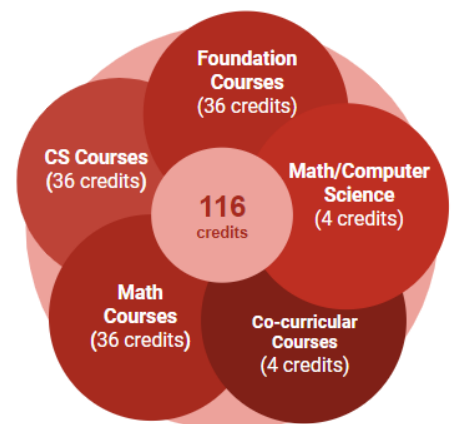 Foundation
Courses
(36 credits)
CS Courses
(36 credits)
Math/Computer
Science
(4 credits)
116
credits
Math
Courses
(36 credits)
Co-curricular
Courses
(4 credits)